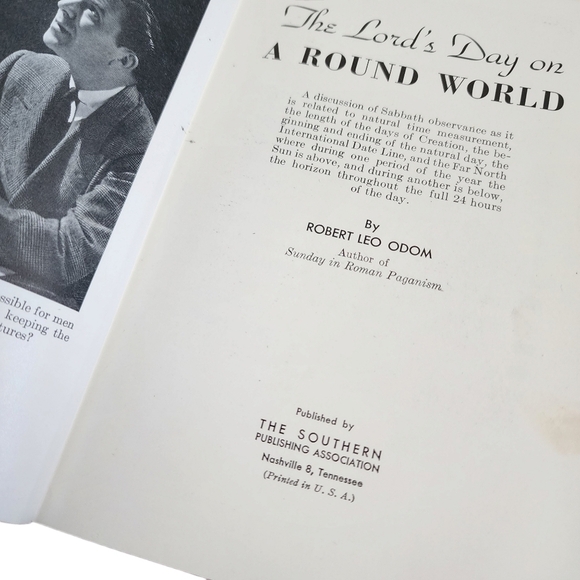 The Lord's Day on
A ROUND WORLD
A discussion of Sabbath observance as it
is related to natural time measurement,
the length of the days of Creation, the be-
ginning and ending of the natural day, the
International Date Line, and the Far North
where during one period of the year the
Sun is above, and during another is below,
the horizon throughout the full 24 hours
of the day.
By
ROBERT LEO ODOM
Author of
Sunday in Roman Paganism.
Published by
THE SOUTHERN
PUBLISHING ASSOCIATION
Nashville 8, Tennessee
(Printed in U. S. A.)
ssible for men
keeping the
tures?